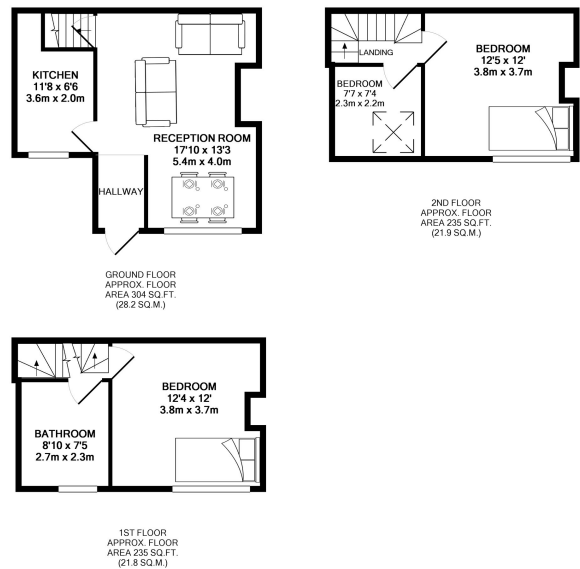 KITCHEN
11'8 x 6'6
3.6m x 2.0m
RECEPTION ROOM
17'10 x 13'3
5.4m x 4.0m
HALLWAY
GROUND FLOOR
APPROX. FLOOR
AREA 304 SQ.FT.
(28.2 SQ.M.)
LANDING
BEDROOM
12'5 x 12'
3.8m x 3.7m
BEDROOM
7'7 x 7'4
2.3m x 2.2m
2ND FLOOR
APPROX. FLOOR
AREA 235 SQ.FT.
(21.9 SQ.M.)
BEDROOM
12'4 x 12'
3.8m x 3.7m
BATHROOM
8'10 x 7'5
2.7m x 2.3m
1ST FLOOR
APPROX. FLOOR
AREA 235 SQ.FT.
(21.8 SQ.M.)